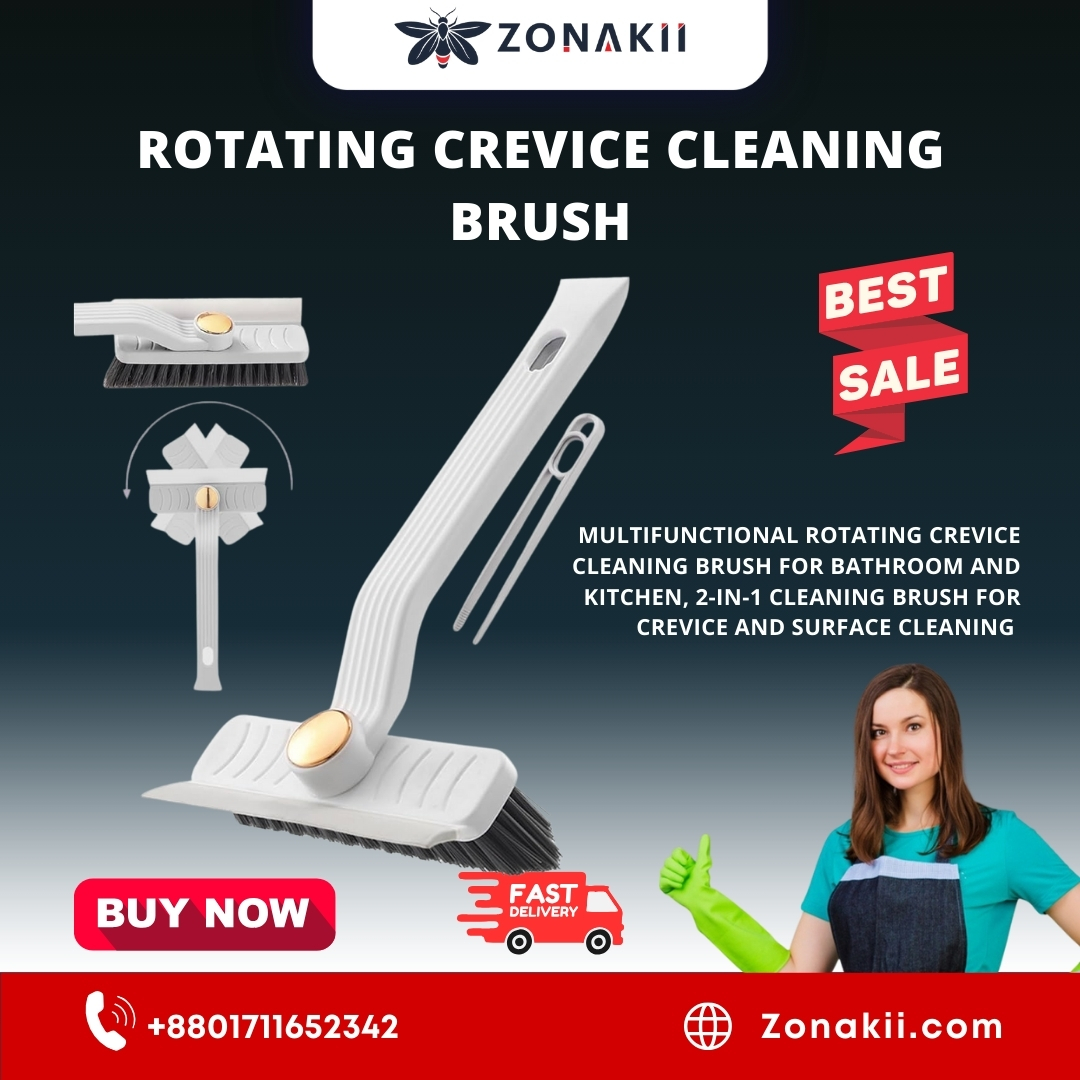 ZONAKII
ROTATING CREVICE CLEANING
BRUSH
BEST
SALE
MULTIFUNCTIONAL ROTATING CREVICE
CLEANING BRUSH FOR BATHROOM AND
KITCHEN, 2-IN-1 CLEANING BRUSH FOR
CREVICE AND SURFACE CLEANING
BUY NOW
FAST
DELIVERY
+8801711652342
Zonakii.com